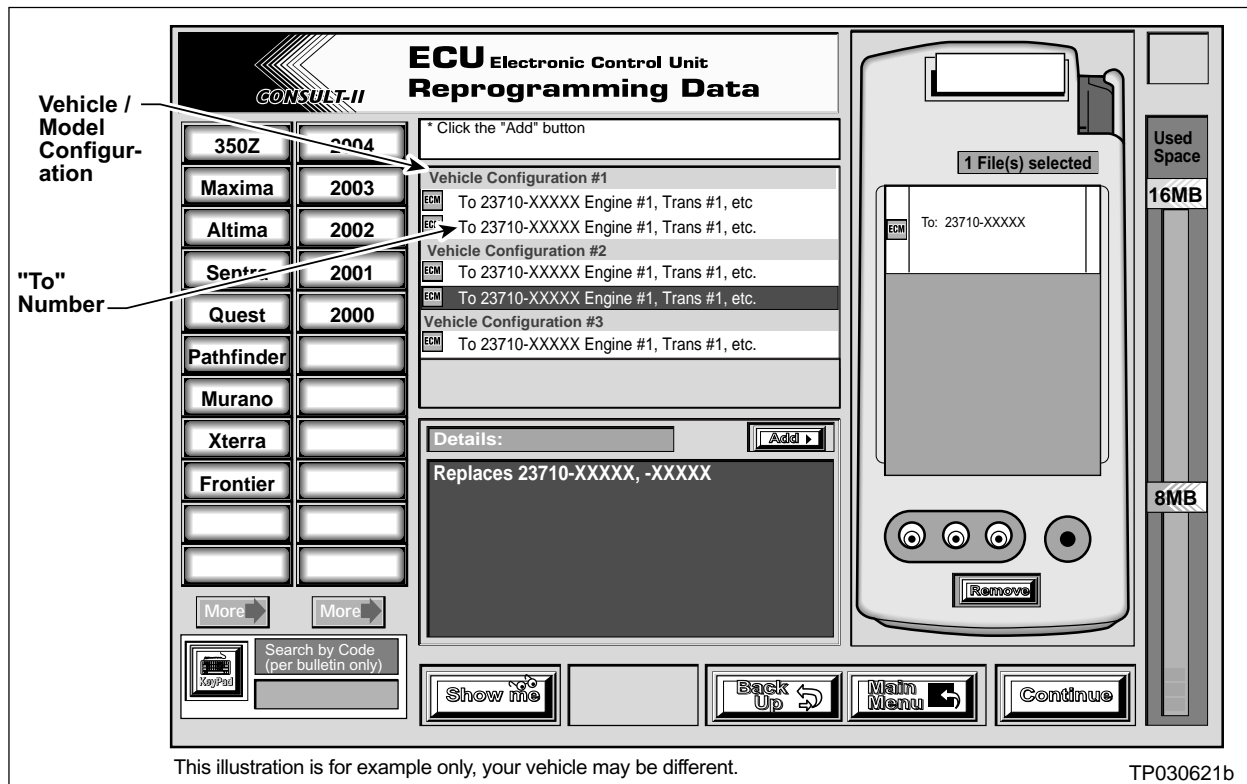 CONSULT-II
ECU Electronic Control Unit
Reprogramming Data
Vehicle /
Model
Configur-
ation
"To"
Number
350Z
Maxima
Altima
Sentra
Quest
Pathfinder
Murano
Xterra
Frontier
More
2004
2003
2002
2001
2000
More
KeyPad
Search by Code
(per bulletin only)
* Click the "Add" button
Vehicle Configuration #1
ECM To 23710-XXXXX Engine #1, Trans #1, etc
ECM To 23710-XXXXX Engine #1, Trans #1, etc.
Vehicle Configuration #2
ECM To 23710-XXXXX Engine #1, Trans #1, etc.
ECM To 23710-XXXXX Engine #1, Trans #1, etc.
Vehicle Configuration #3
ECM To 23710-XXXXX Engine #1, Trans #1, etc.
Details:
Add
Replaces 23710-XXXXX, -XXXXX
1 File(s) selected
ECM To: 23710-XXXXX
Remove
Used
Space
16MB
8MB
Show me
Back
Up
Main
Menu
Continue
This illustration is for example only, your vehicle may be different.
TP030621b